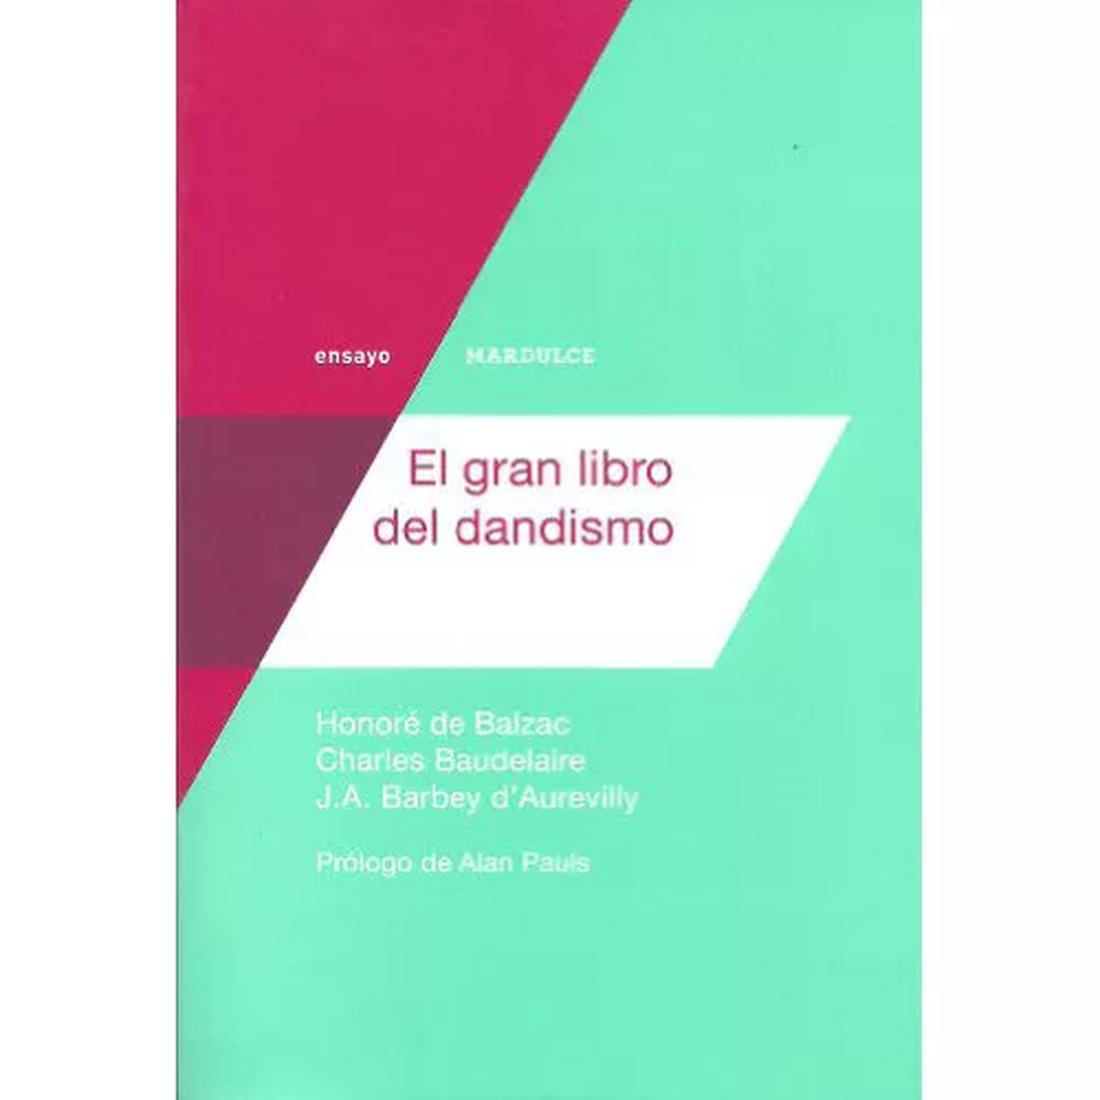 ensayo MARDULCE
El gran libro
del dandismo
Honoré de Balzac
Charles Baudelaire
J.A. Barbey d'Aurevilly
Prólogo de Alan Pauls